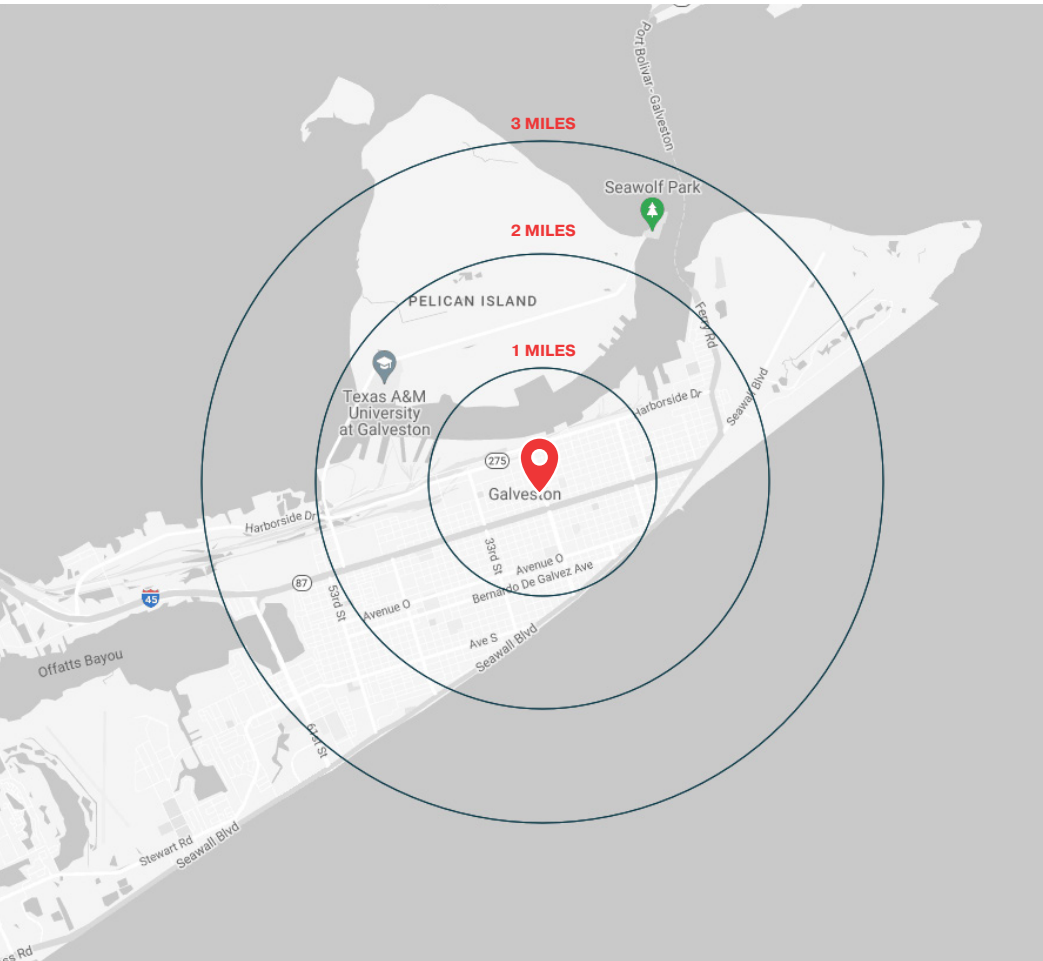 Port Bolivar - Galveston
3 MILES
Seawolf Park
2 MILES
PELICAN ISLAND
Ferry Rd
1 MILES
Texas A&M
University
at Galveston
Harborside Dr
Seawall Blvd
275
Galveston
Harborside Dr
33rd St
Avenue O
Bernardo De Galvez Ave
87
45
53rd St
Avenue O
Ave S
Seawall Blvd
Offatts Bayou
61st St
Stewart Rd
Seawall Blvd
ss Rd